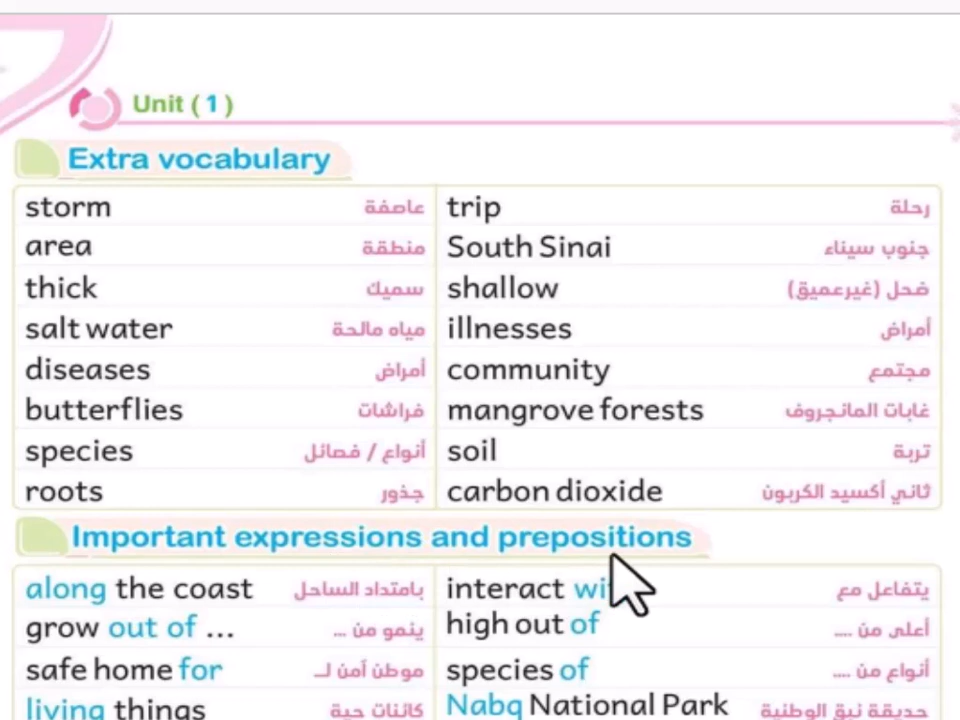 Unit ( 1 )
Extra vocabulary
storm عاصفة trip رحلة
area منطقة South Sinai جنوب سيناء
thick سميك shallow ضحل (غيرعميق)
salt water مياه مالحة illnesses أمراض
diseases أمراض community مجتمع
butterflies فراشات mangrove forests غابات المانجروف
species أنواع / فصائل soil تربة
roots جذور carbon dioxide ثاني أكسيد الكربون
Important expressions and prepositions
along the coast بامتداد الساحل interact يتفاعل مع
grow out of ... ينمو من ... high out of أعلى من ....
safe home for موطن آمن لـ species of أنواع من ....
living things كائنات حية Nabq National Park حديقة نبق الوطنية